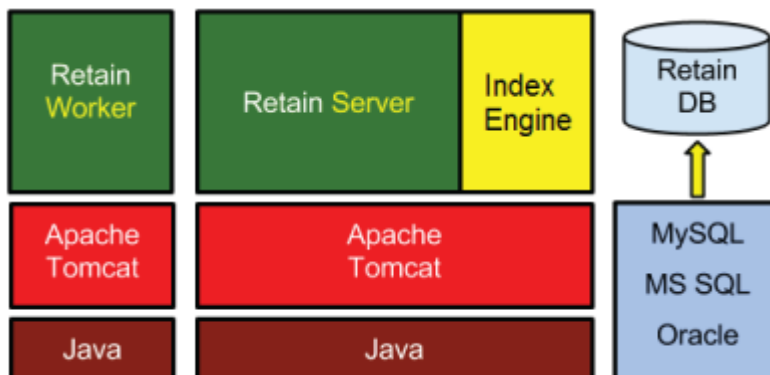 Retain
Worker
Retain Server
Index
Engine
Retain
DB
Apache
Tomcat
Apache
Tomcat
MySQL
MS SQL
Oracle
Java
Java